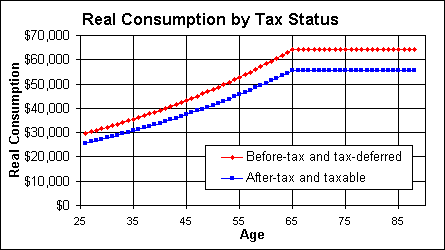 Real Consumption by Tax Status
$70,000
$60,000
$50,000
$40,000
$30,000
$20,000
$10,000
$0
Real Consumption
Before-tax and tax-deferred
After-tax and taxable
25 35 45 55 65 75 85
Age